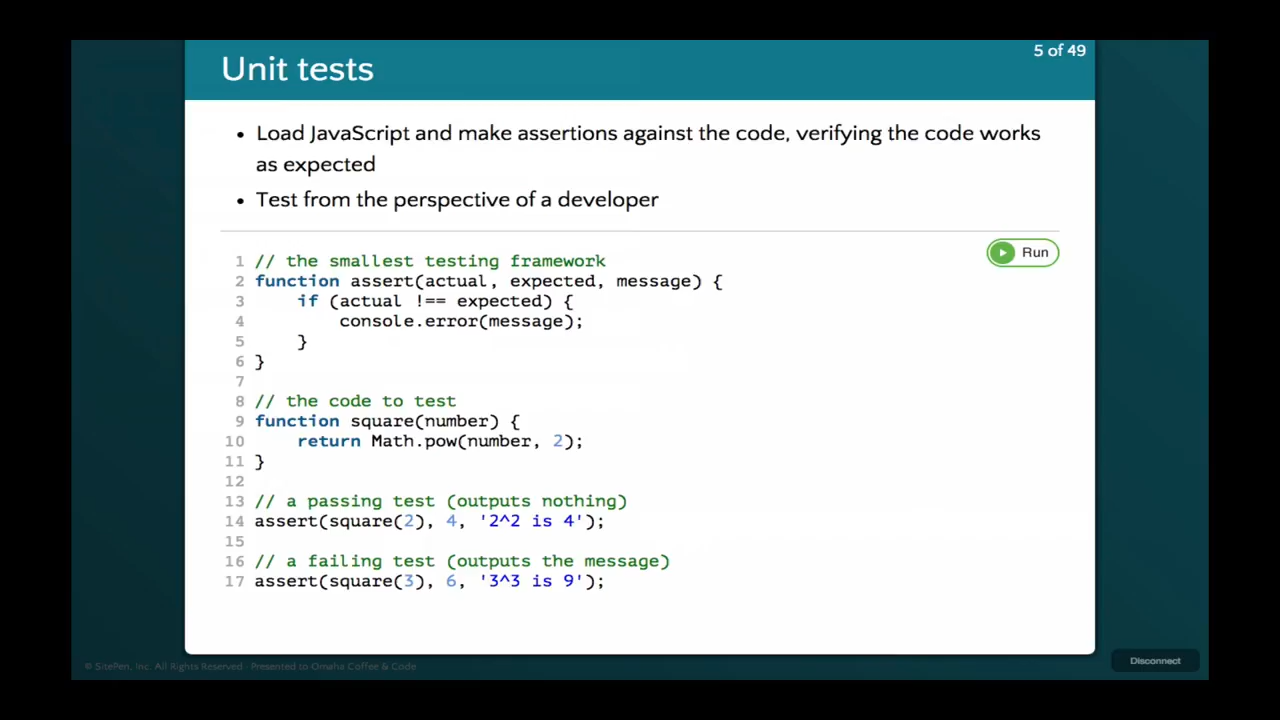 5 of 49
Unit tests
• Load JavaScript and make assertions against the code, verifying the code works
as expected
• Test from the perspective of a developer
Run
1 // the smallest testing framework
2 function assert(actual, expected, message) {
3     if (actual !== expected) {
4         console.error(message);
5     }
6 }
7
8 // the code to test
9 function square(number) {
10     return Math.pow(number, 2);
11 }
12
13 // a passing test (outputs nothing)
14 assert(square(2), 4, '2^2 is 4');
15
16 // a failing test (outputs the message)
17 assert(square(3), 6, '3^3 is 9');
© SitePen, Inc. All Rights Reserved - Presented to Omaha Coffee & Code
Disconnect